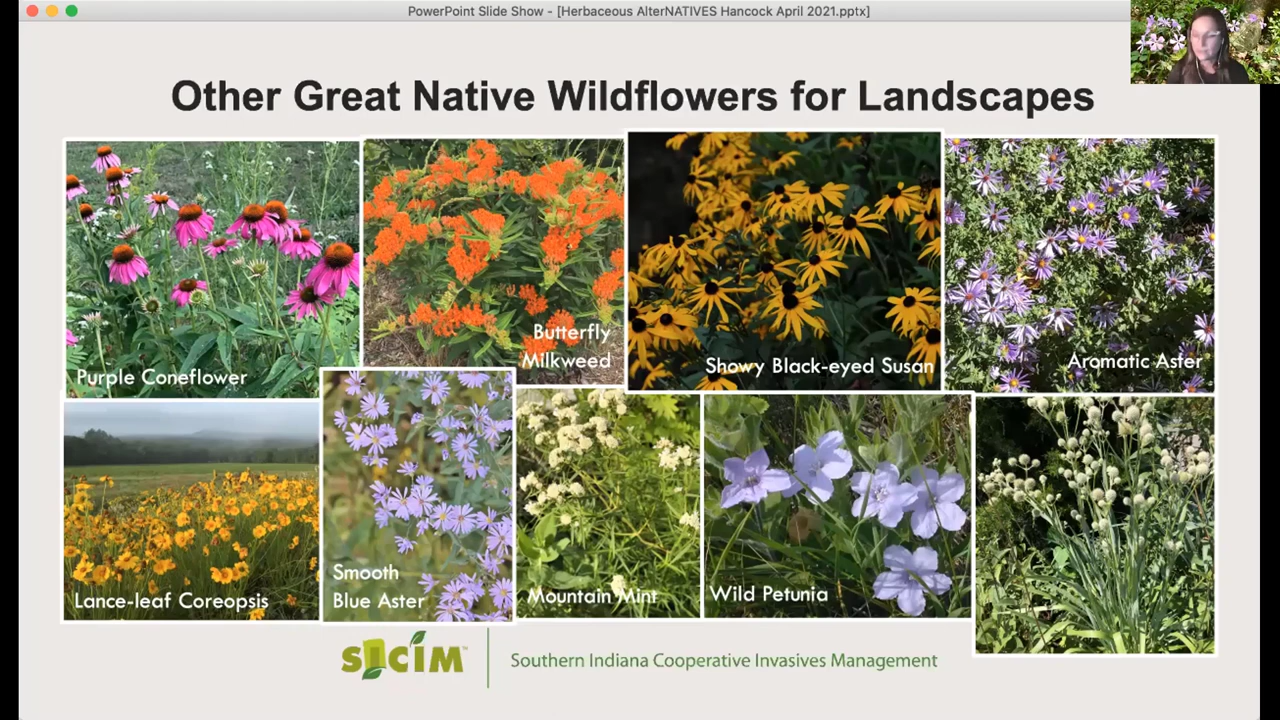 PowerPoint Slide Show - [Herbaceous AlterNATIVES Hancock April 2021.pptx]
Other Great Native Wildflowers for Landscapes
Purple Coneflower
Butterfly
Milkweed
Showy Black-eyed Susan
Aromatic Aster
Lance-leaf Coreopsis
Smooth
Blue Aster
Mountain Mint
Wild Petunia
SICIM™
Southern Indiana Cooperative Invasives Management